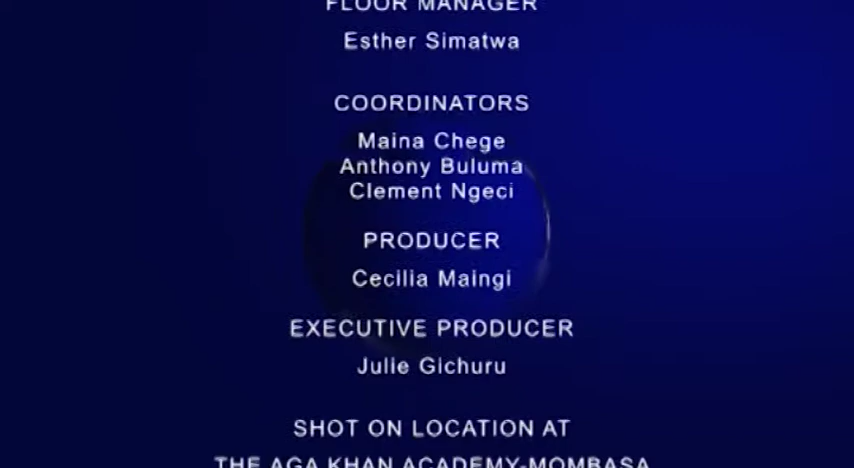 FLOOR MANAGER
Esther Simatwa
COORDINATORS
Maina Chege
Anthony Buluma
Clement Ngeci
PRODUCER
Cecilia Maingi
EXECUTIVE PRODUCER
Julie Gichuru
SHOT ON LOCATION AT
THE AGA KHAN ACADEMY-MOMBASA